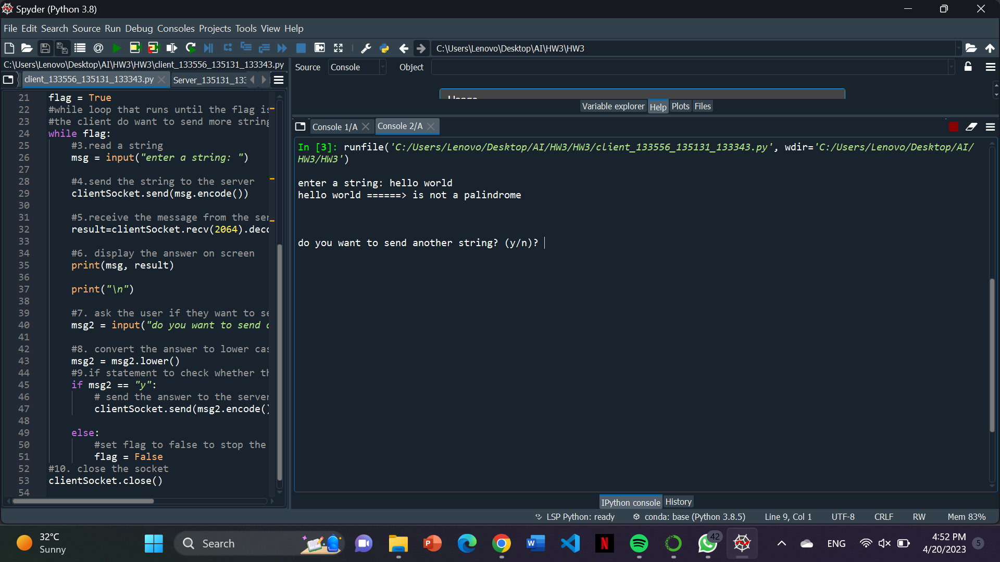 Spyder (Python 3.8)
File Edit Search Source Run Debug Consoles Projects Tools View Help
C:\Users\Lenovo\Desktop\AI\HW3\HW3
C:\Users\Lenovo\Desktop\AI\HW3\HW3\client_133556_135131_133343.py
client_133556_135131_133343.py
Server_135131_133
21 flag = True
22 #while loop that runs until the flag is
23 #the client do want to send more string
24 while flag:
25 #3.read a string
26 msg = input("enter a string: ")
27
28 #4.send the string to the server
29 clientSocket.send(msg.encode())
30
31 #5.receive the message from the ser
32 result=clientSocket.recv(2064).deco
33
34 #6. display the answer on screen
35 print(msg, result)
36
37 print("\n")
38
39 #7. ask the user if they want to se
40 msg2 = input("do you want to send a
41
42 #8. convert the answer to lower cas
43 msg2 = msg2.lower()
44 #9.if statement to check whether th
45 if msg2 == "y":
46 # send the answer to the server
47 clientSocket.send(msg2.encode()
48
49 else:
50 #set flag to false to stop the
51 flag = False
52 #10. close the socket
53 clientSocket.close()
54
Source Console Object
Usage
Variable explorer Help Plots Files
Console 1/A Console 2/A
In [3]: runfile('C:/Users/Lenovo/Desktop/AI/HW3/HW3/client_133556_135131_133343.py', wdir='C:/Users/Lenovo/Desktop/AI/
HW3/HW3')
enter a string: hello world
hello world ======> is not a palindrome
do you want to send another string? (y/n)?
IPython console History
LSP Python: ready conda: base (Python 3.8.5) Line 9, Col 1 UTF-8 CRLF RW Mem 83%
32°C
Sunny
Search
42
ENG
4:52 PM
4/20/2023
5